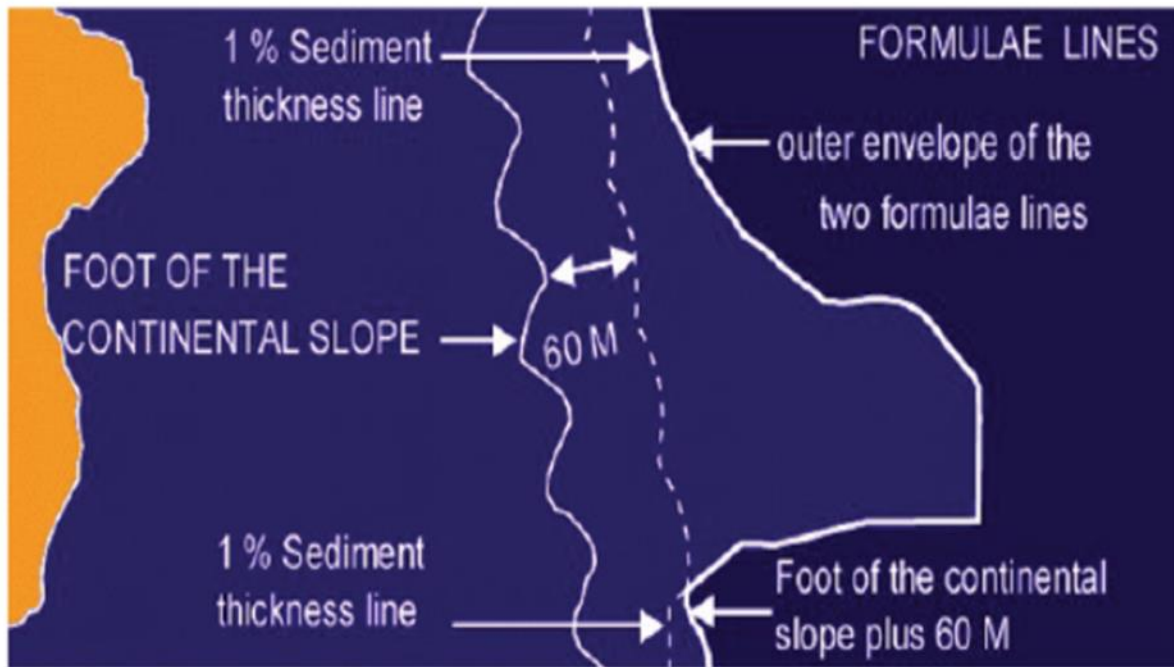 1 % Sediment
thickness line
FORMULAE LINES
outer envelope of the
two formulae lines
FOOT OF THE
CONTINENTAL SLOPE
60 M
1 % Sediment
thickness line
Foot of the continental
slope plus 60 M